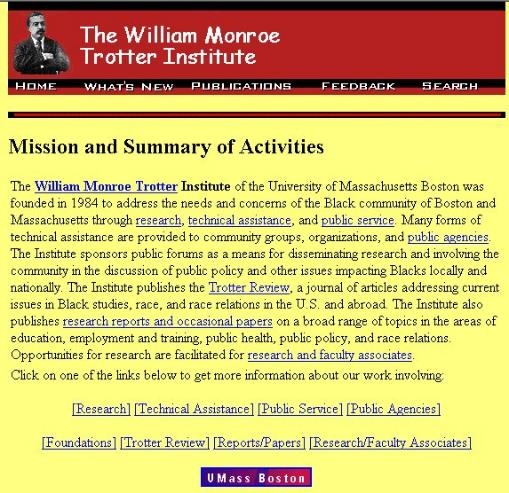 The William Monroe
Trotter Institute
HOME WHAT'S NEW PUBLICATIONS FEEDBACK SEARCH
Mission and Summary of Activities
The William Monroe Trotter Institute of the University of Massachusetts Boston was
founded in 1984 to address the needs and concerns of the Black community of Boston and
Massachusetts through research, technical assistance, and public service. Many forms of
technical assistance are provided to community groups, organizations, and public agencies.
The Institute sponsors public forums as a means for disseminating research and involving the
community in the discussion of public policy and other issues impacting Blacks locally and
nationally. The Institute publishes the Trotter Review, a journal of articles addressing current
issues in Black studies, race, and race relations in the U.S. and abroad. The Institute also
publishes research reports and occasional papers on a broad range of topics in the areas of
education, employment and training, public health, public policy, and race relations.
Opportunities for research are facilitated for research and faculty associates.
Click on one of the links below to get more information about our work involving:
[Research] [Technical Assistance] [Public Service] [Public Agencies]
[Foundations] [Trotter Review] [Reports/Papers] [Research/Faculty Associates]
UMass Boston